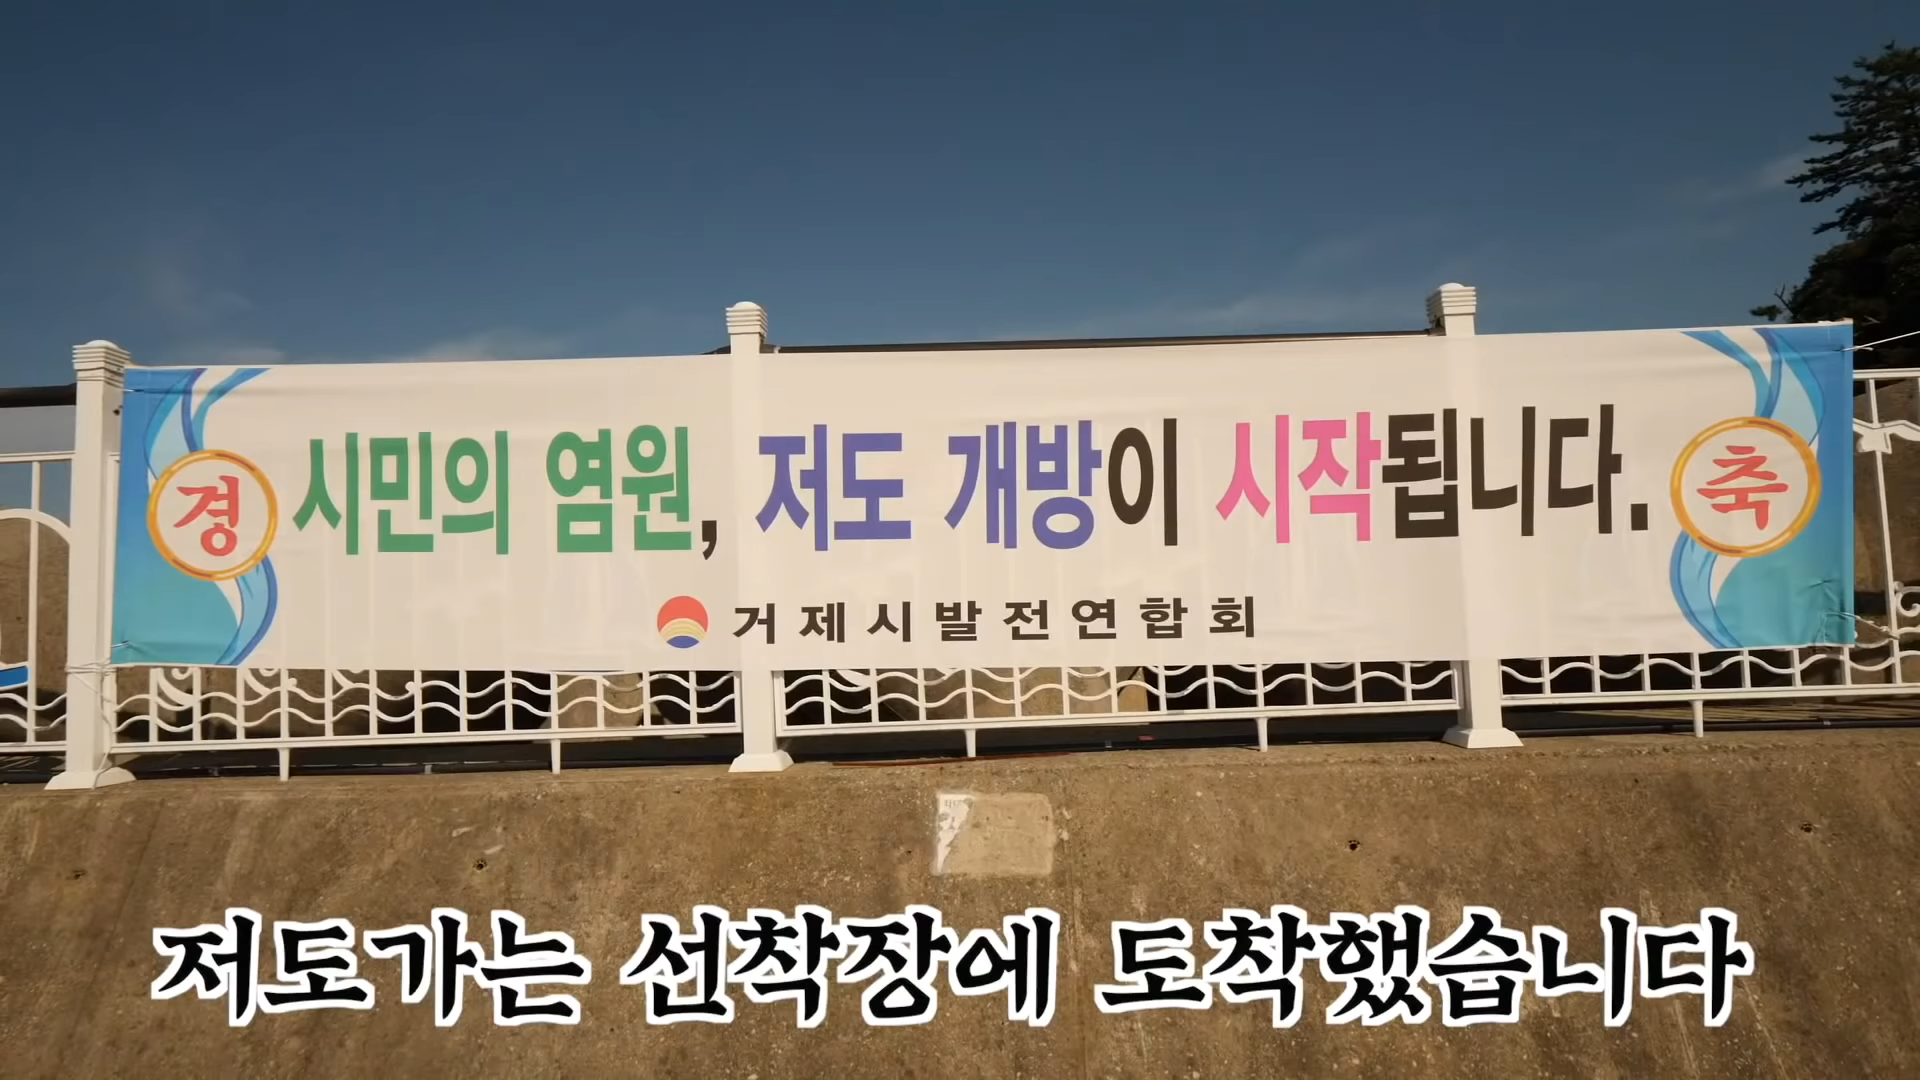 경 시민의 염원, 저도 개방이 시작됩니다. 축
거제시발전연합회
저도가는 선착장에 도착했습니다